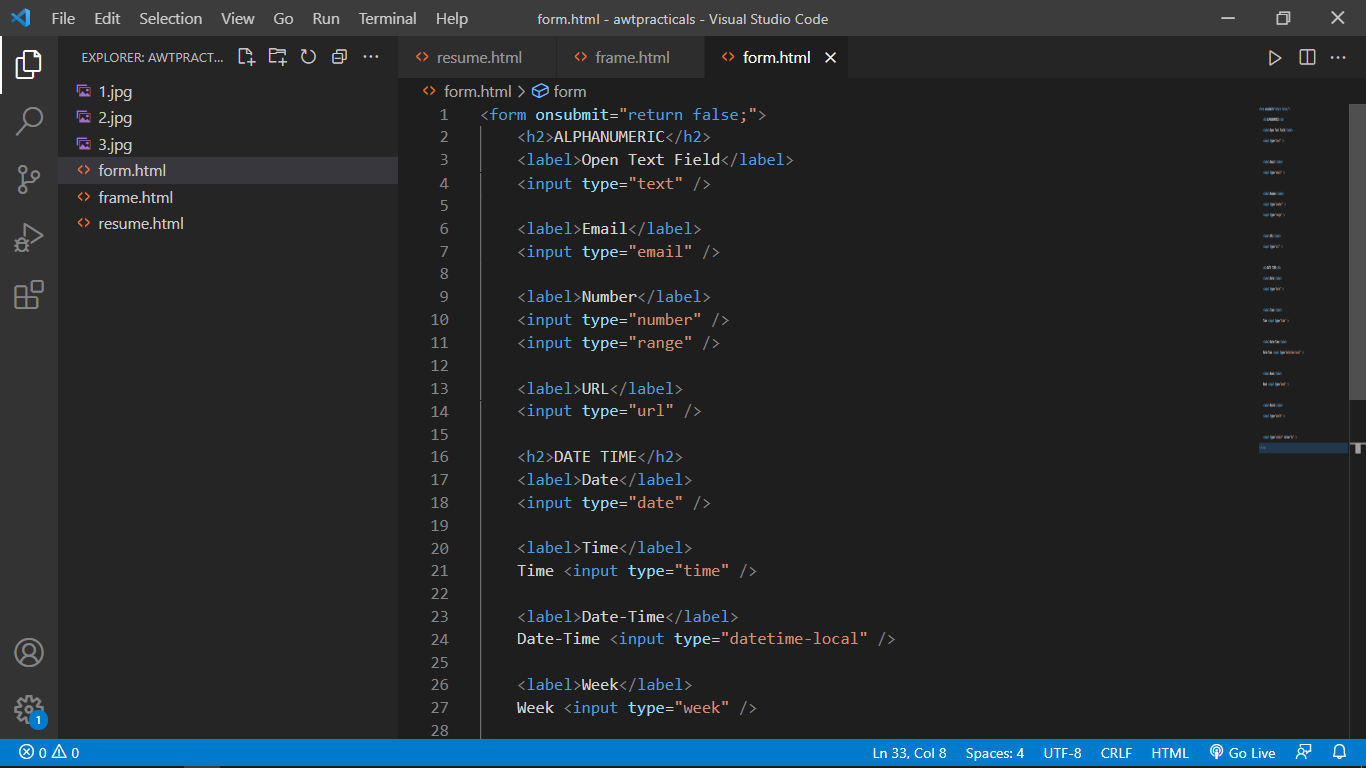 File Edit Selection View Go Run Terminal Help form.html - awtpracticals - Visual Studio Code
EXPLORER: AWTPRACT...
1.jpg
2.jpg
3.jpg
form.html
frame.html
resume.html
resume.html frame.html form.html
form.html > form
1 <form onsubmit="return false;">
2 <h2>ALPHANUMERIC</h2>
3 <label>Open Text Field</label>
4 <input type="text" />
5
6 <label>Email</label>
7 <input type="email" />
8
9 <label>Number</label>
10 <input type="number" />
11 <input type="range" />
12
13 <label>URL</label>
14 <input type="url" />
15
16 <h2>DATE TIME</h2>
17 <label>Date</label>
18 <input type="date" />
19
20 <label>Time</label>
21 Time <input type="time" />
22
23 <label>Date-Time</label>
24 Date-Time <input type="datetime-local" />
25
26 <label>Week</label>
27 Week <input type="week" />
28
1
0 0 Ln 33, Col 8 Spaces: 4 UTF-8 CRLF HTML Go Live